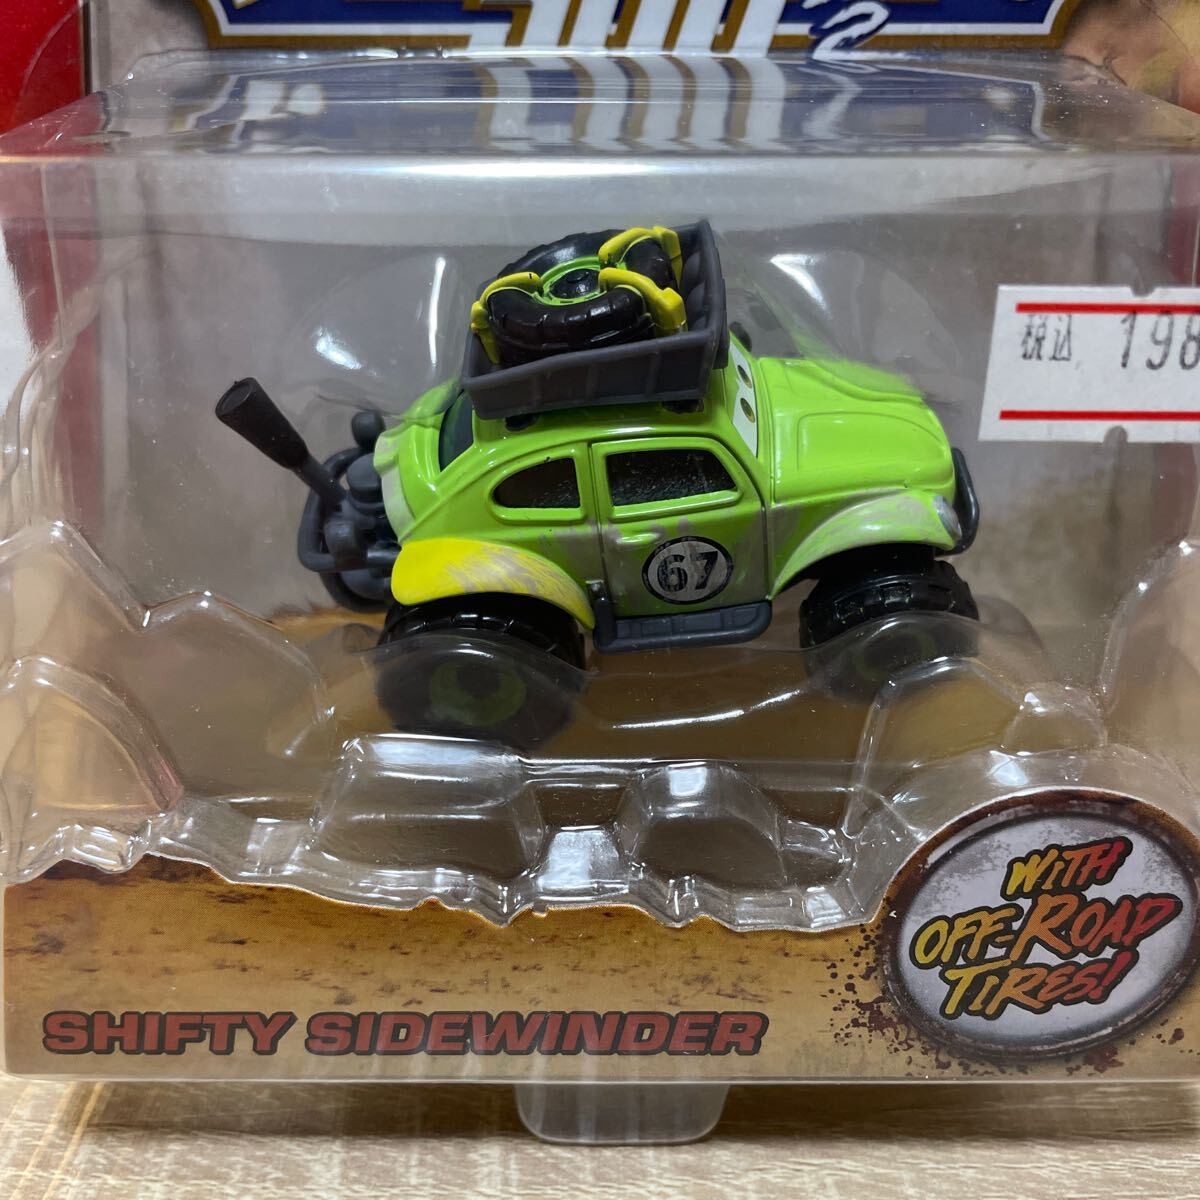 税込 198
67
WITH
OFF-ROAD
TIRES!
SHIFTY SIDEWINDER